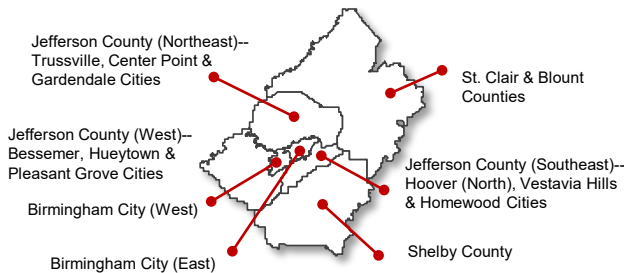 Jefferson County (Northeast)--
Trussville, Center Point &
Gardendale Cities
St. Clair & Blount
Counties
Jefferson County (West)--
Bessemer, Hueytown &
Pleasant Grove Cities
Jefferson County (Southeast)--
Hoover (North), Vestavia Hills
& Homewood Cities
Birmingham City (West)
Shelby County
Birmingham City (East)